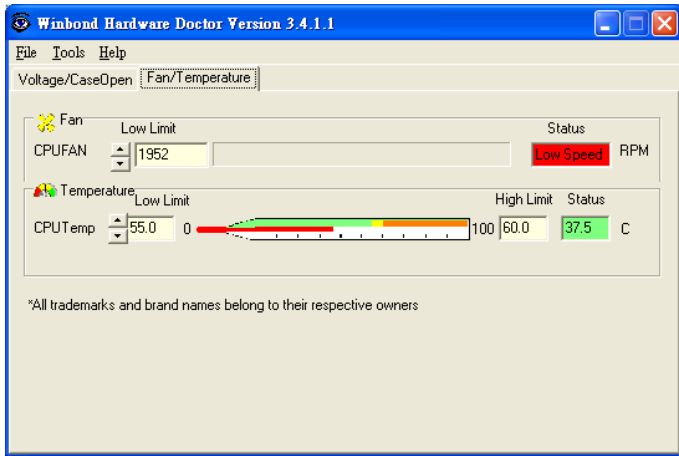 Winbond Hardware Doctor Version 3.4.1.1
File Tools Help
Voltage/CaseOpen Fan/Temperature
Fan
Low Limit Status
CPUFAN 1952 Low Speed RPM
Temperature
Low Limit High Limit Status
CPUTemp 55.0 0 100 60.0 37.5 C
*All trademarks and brand names belong to their respective owners